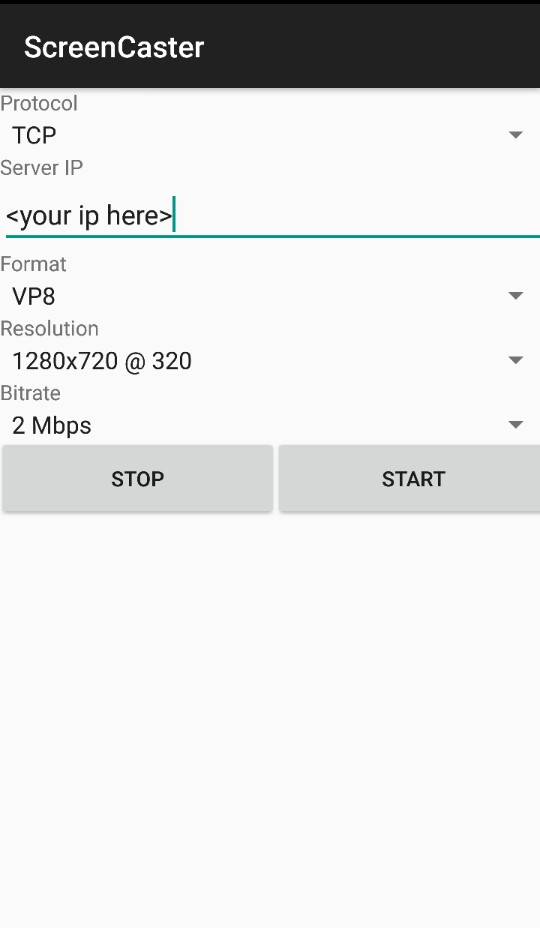 ScreenCaster
Protocol
TCP
Server IP
<your ip here>
Format
VP8
Resolution
1280x720 @ 320
Bitrate
2 Mbps
STOP START